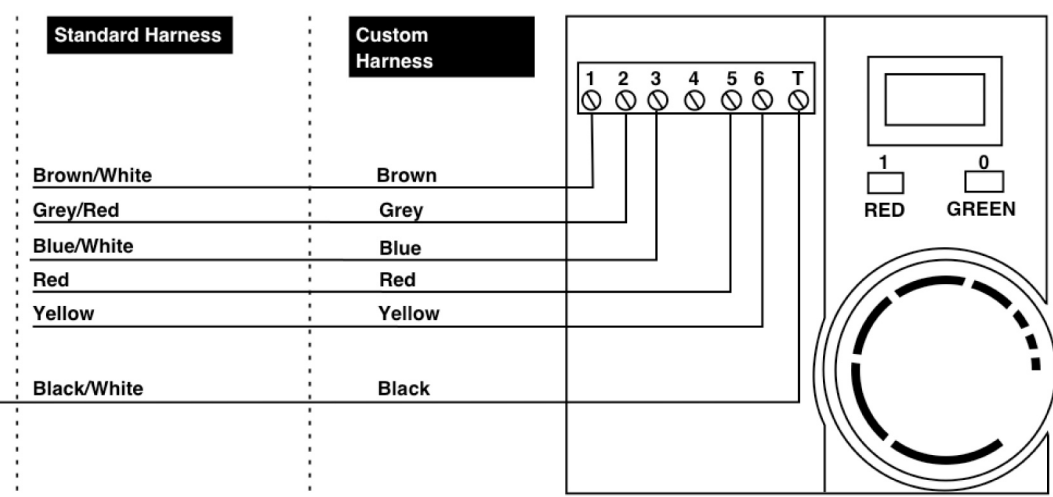 Standard Harness
Custom
Harness
1 2 3 4 5 6 T
1 0
RED GREEN
Brown/White Brown
Grey/Red Grey
Blue/White Blue
Red Red
Yellow Yellow
Black/White Black